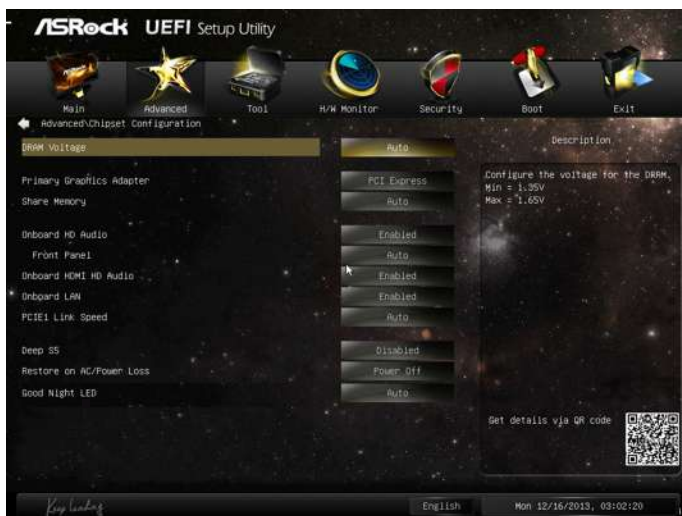 ASRock UEFI Setup Utility
Main Advanced Tool H/W Monitor Security Boot Exit
Advanced\Chipset Configuration
DRAM Voltage Auto
Primary Graphics Adapter PCI Express
Share Memory Auto
Onboard HD Audio Enabled
Front Panel Auto
Onboard HDMI HD Audio Enabled
Onboard LAN Enabled
PCIE1 Link Speed Auto
Deep S5 Disabled
Restore on AC/Power Loss Power Off
Good Night LED Auto
Description
Configure the voltage for the DRAM.
Min = 1.35V
Max = 1.65V
Get details via QR code
Keep leading
English Mon 12/16/2013, 03:02:20